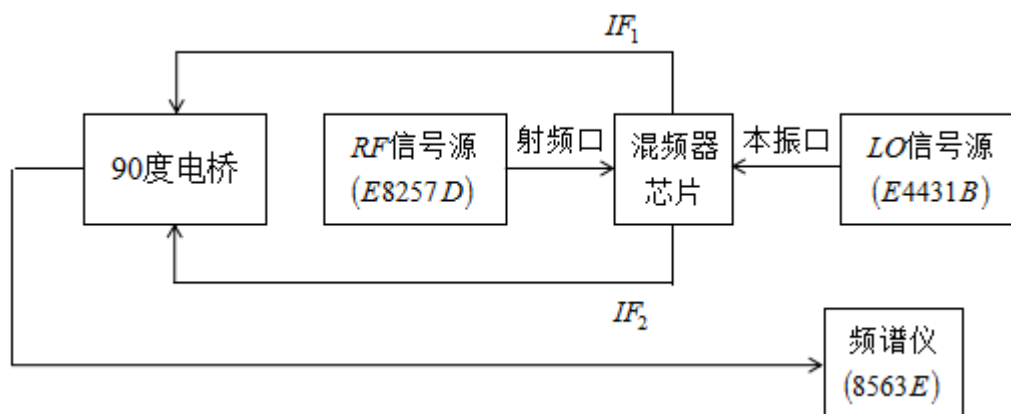 IF₁
90度电桥
RF信号源
(E8257D)
射频口
混频器
芯片
本振口
LO信号源
(E4431B)
IF₂
频谱仪
(8563E)